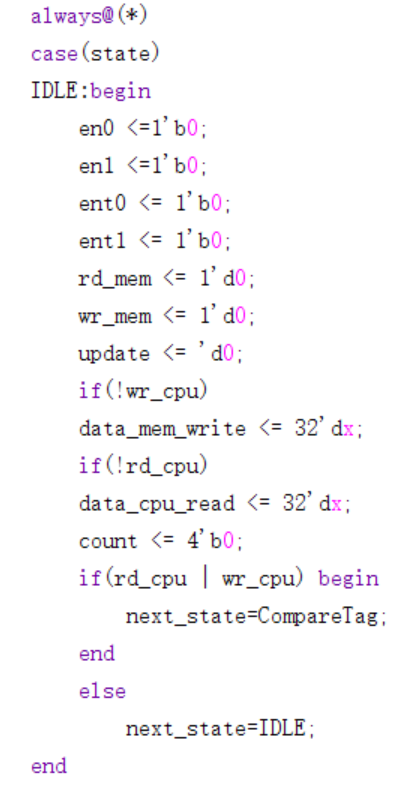 always@(*)
case(state)
IDLE:begin
    en0 <=1'b0;
    en1 <=1'b0;
    ent0 <= 1'b0;
    ent1 <= 1'b0;
    rd_mem <= 1'd0;
    wr_mem <= 1'd0;
    update <= 'd0;
    if(!wr_cpu)
    data_mem_write <= 32'dx;
    if(!rd_cpu)
    data_cpu_read <= 32'dx;
    count <= 4'b0;
    if(rd_cpu | wr_cpu) begin
        next_state=CompareTag;
    end
    else
        next_state=IDLE;
end